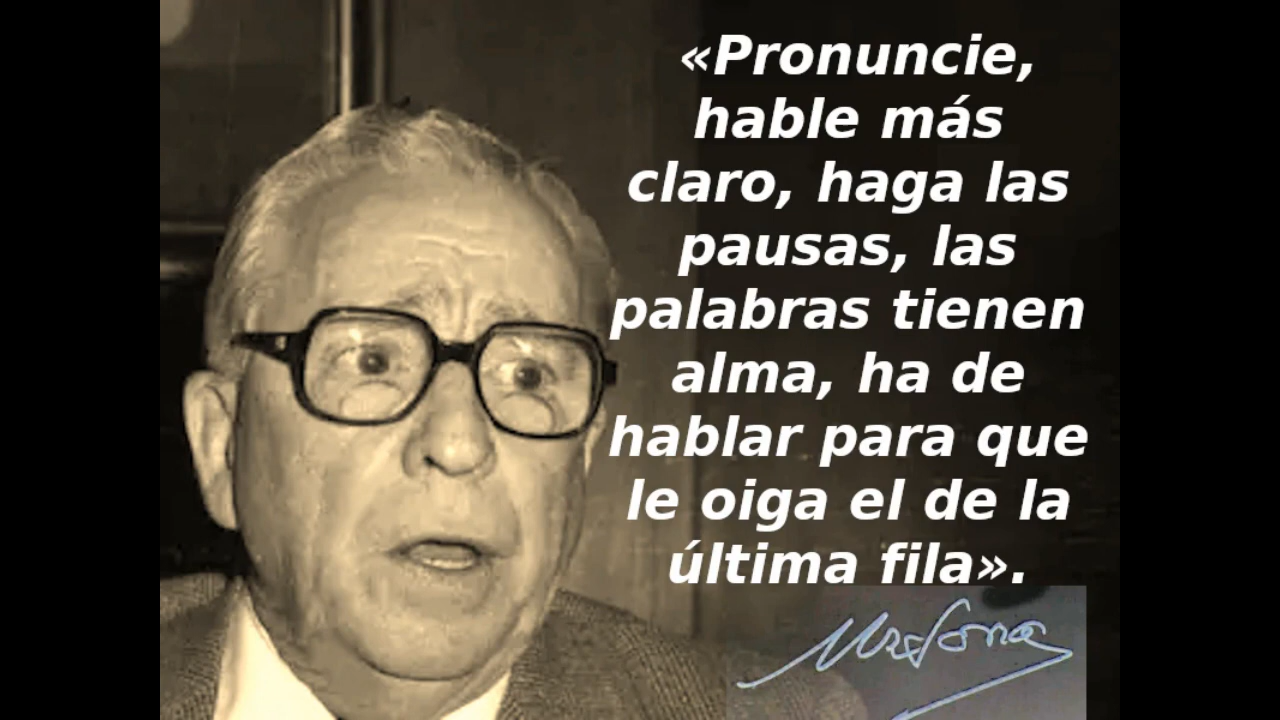 «Pronuncie,
hable más
claro, haga las
pausas, las
palabras tienen
alma, ha de
hablar para que
le oiga el de la
última fila».